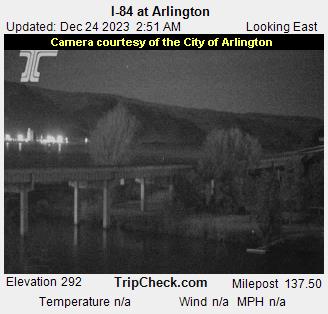 I-84 at Arlington
Updated: Dec 24 2023 2:51 AM Looking East
Camera courtesy of the City of Arlington
Elevation 292 TripCheck.com Milepost 137.50
Temperature n/a Wind n/a MPH n/a